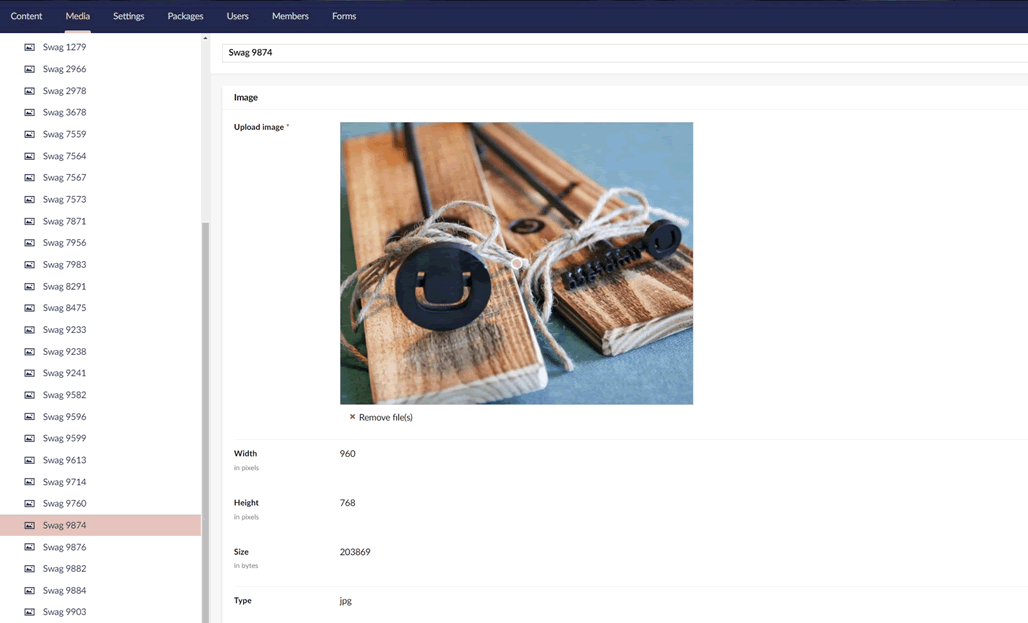 Content Media Settings Packages Users Members Forms
Swag 1279
Swag 2966
Swag 2978
Swag 3678
Swag 7559
Swag 7564
Swag 7567
Swag 7573
Swag 7871
Swag 7956
Swag 7983
Swag 8291
Swag 8475
Swag 9233
Swag 9238
Swag 9241
Swag 9582
Swag 9596
Swag 9599
Swag 9613
Swag 9714
Swag 9760
Swag 9874
Swag 9876
Swag 9882
Swag 9884
Swag 9903
Swag 9874
Image
Upload image *
Remove file(s)
Width 960
in pixels
Height 768
in pixels
Size 203869
in bytes
Type jpg